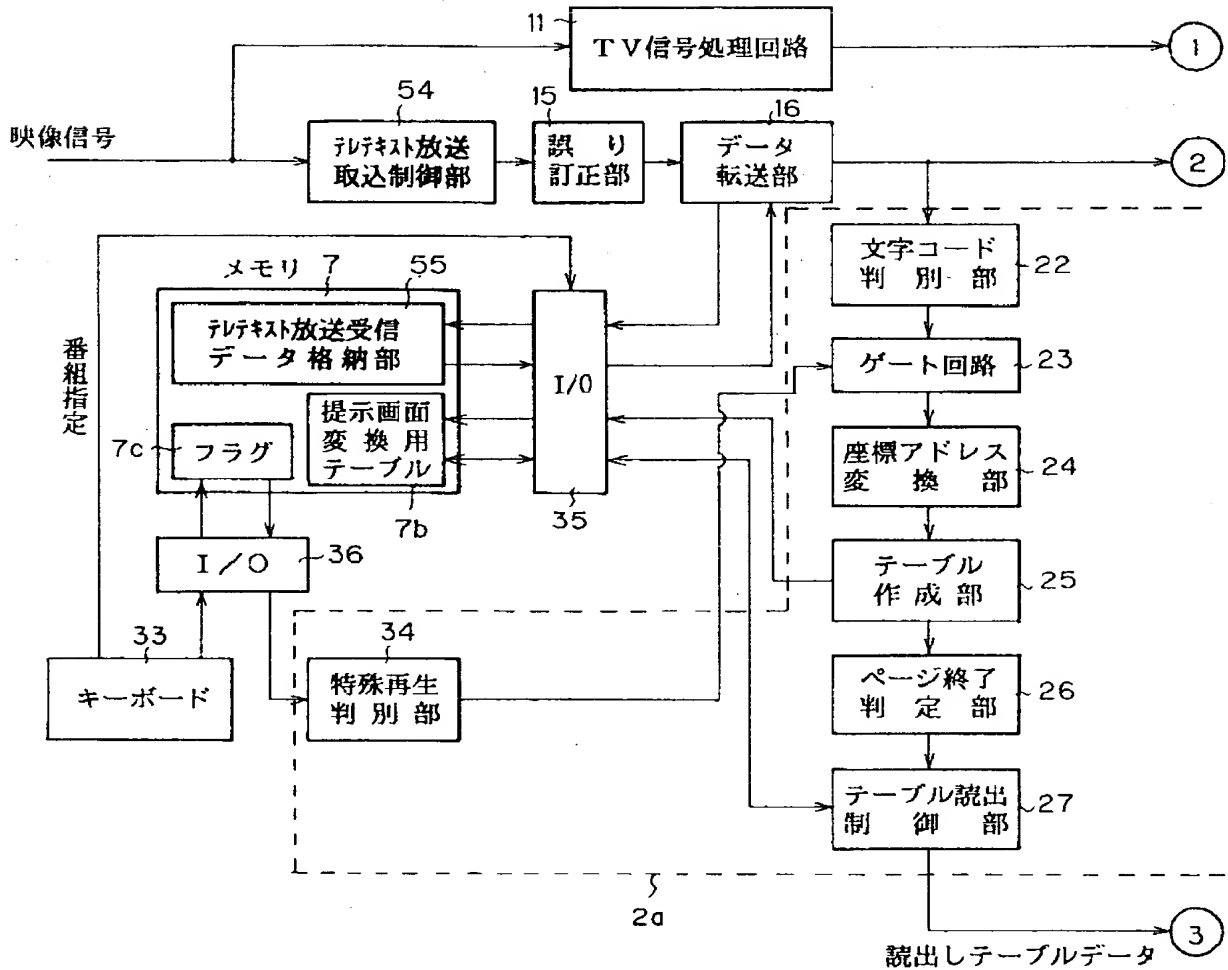 11
TV信号処理回路
1
映像信号
54
テレテキスト放送
取込制御部
15
誤り
訂正部
16
データ
転送部
2
文字コード
判別部
22
メモリ
7
55
テレテキスト放送受信
データ格納部
I/O
35
ゲート回路
23
番組指定
7c
フラグ
提示画面
変換用
テーブル
7b
座標アドレス
変換部
24
I/O
36
テーブル
作成部
25
33
キーボード
34
特殊再生
判別部
ページ終了
判定部
26
テーブル読出
制御部
27
2a
3
読出しテーブルデータ